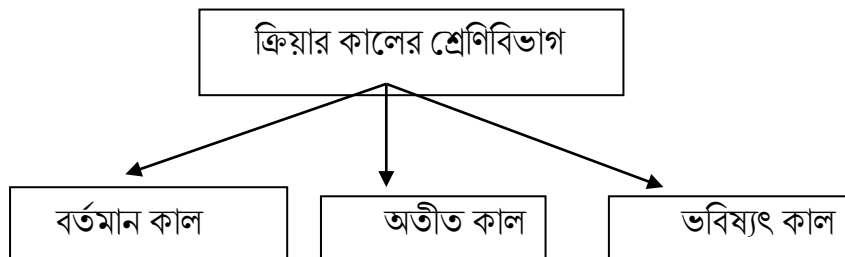 ক্রিয়ার কালের শ্রেণিবিভাগ
বর্তমান কাল
অতীত কাল
ভবিষ্যৎ কাল